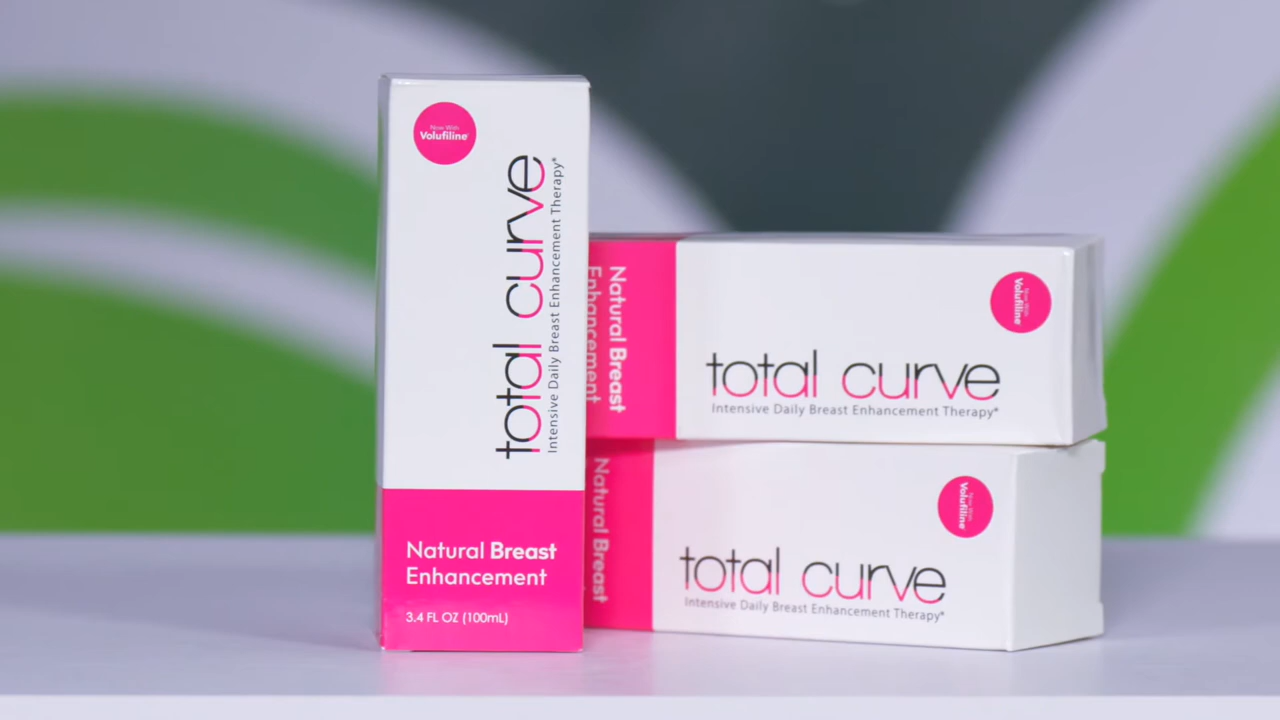 Now With
Volufiline
total curve
Intensive Daily Breast Enhancement Therapy*
Natural Breast
Enhancement
3.4 FL OZ (100mL)
Natural Breast
Enhancement
total curve
Intensive Daily Breast Enhancement Therapy*
Now With
Volufiline
Natural Breast
total curve
Intensive Daily Breast Enhancement Therapy*
Now With
Volufiline